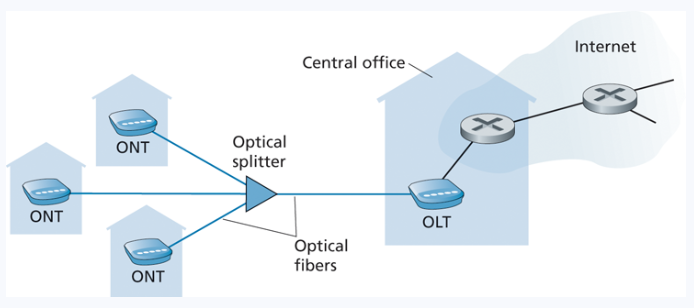 Internet
Central office
ONT
Optical
splitter
ONT
OLT
Optical
fibers
ONT